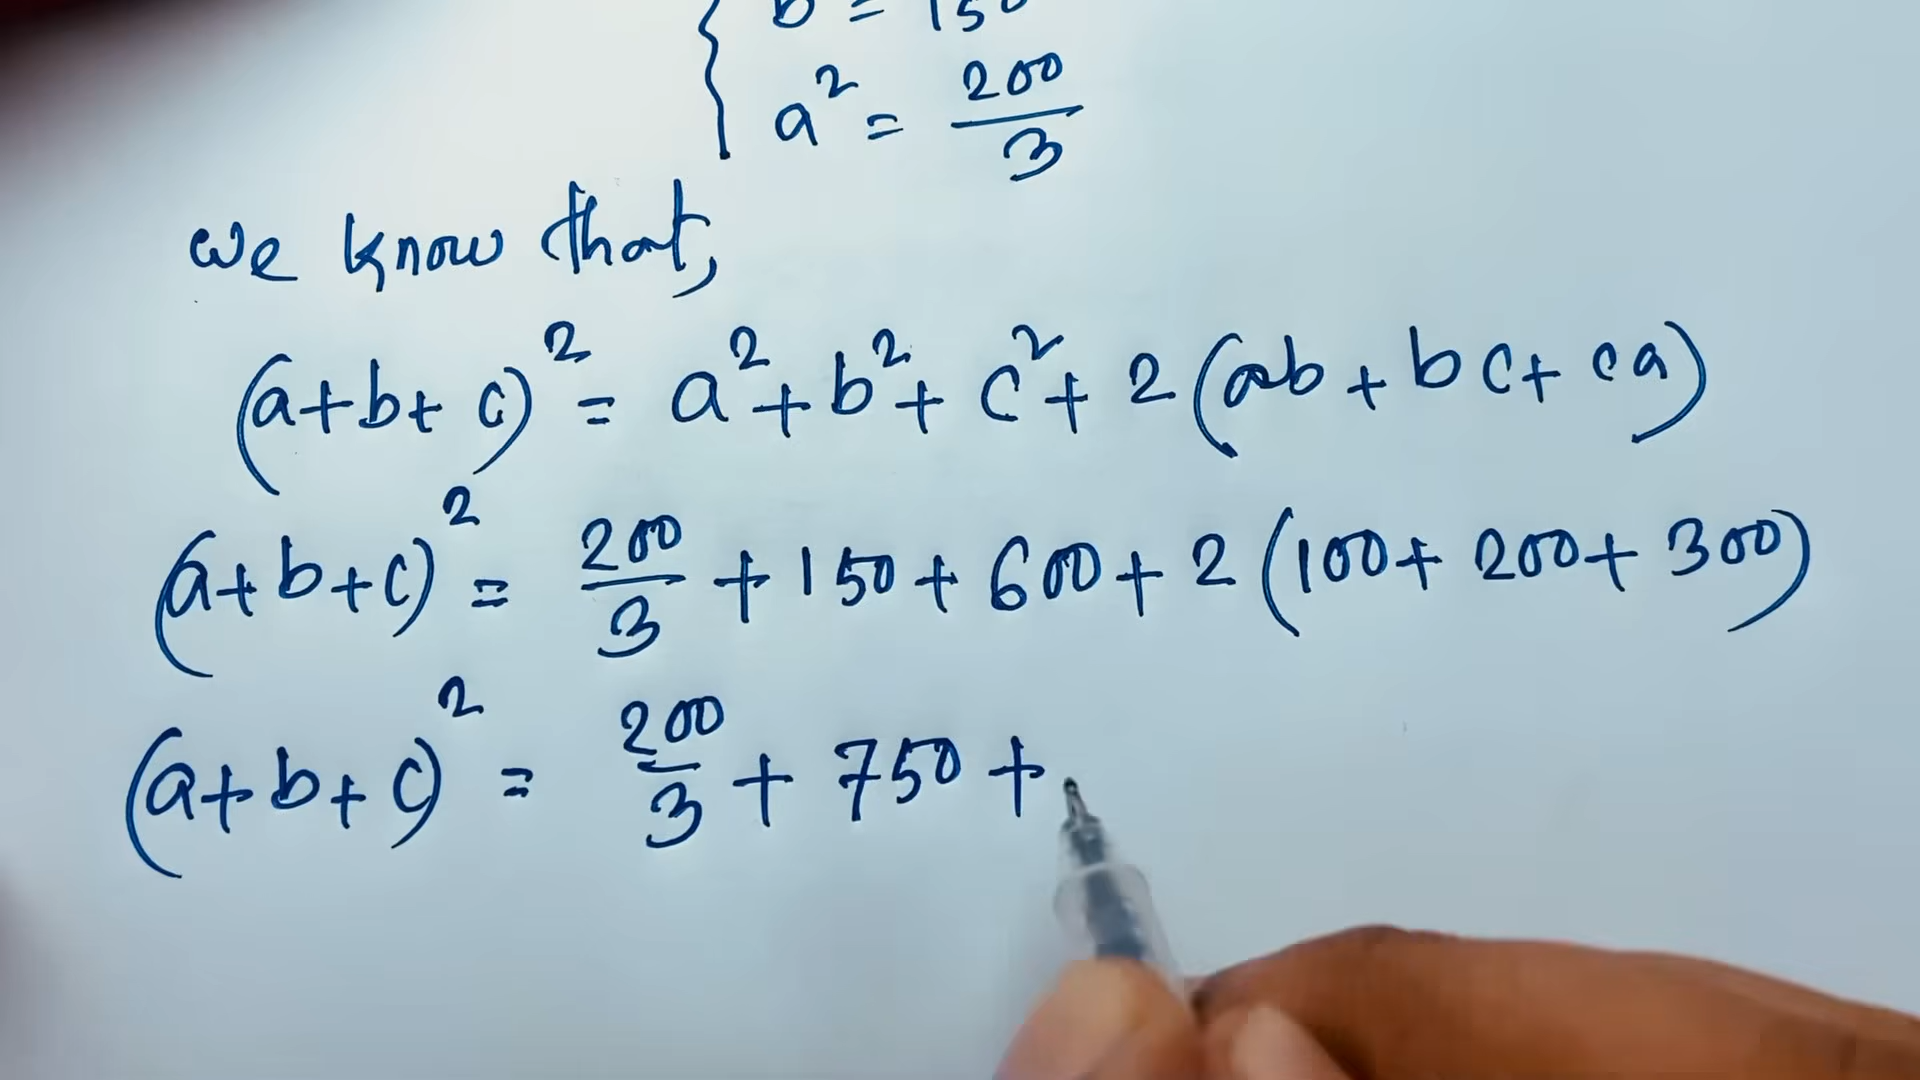 b = 150
a² = 200/3
we know that,
(a+b+c)² = a²+b²+c²+2(ab+bc+ca)
(a+b+c)² = 200/3 + 150 + 600 + 2(100+200+300)
(a+b+c)² = 200/3 + 750 +